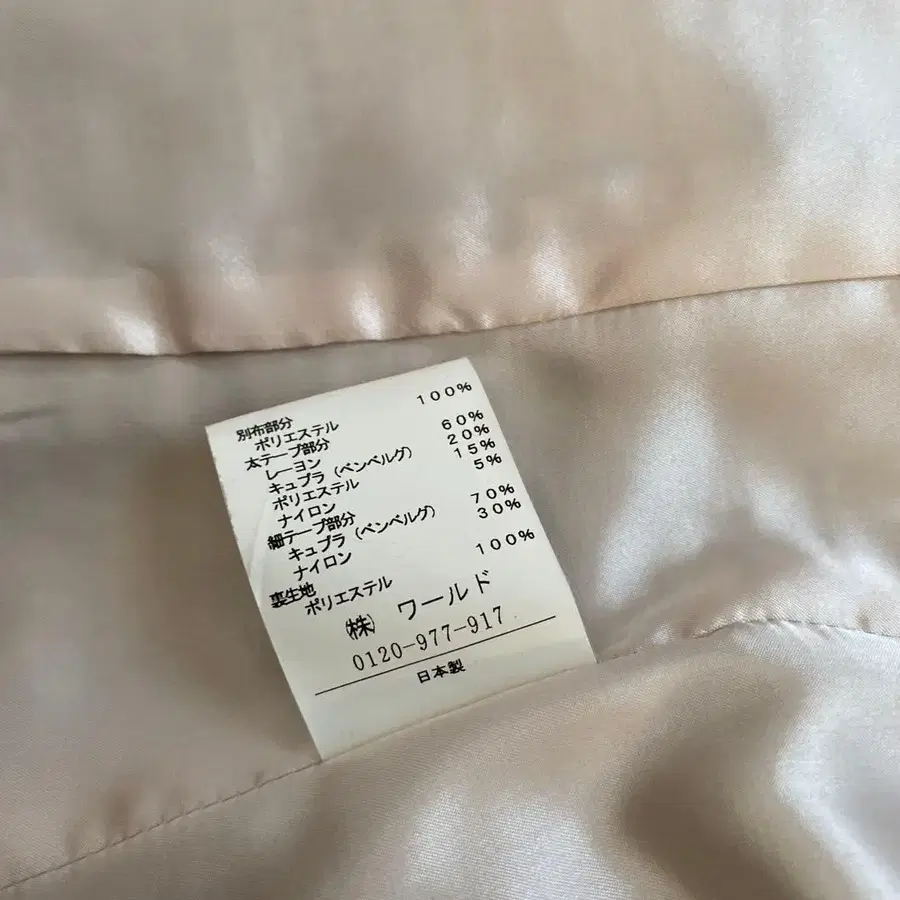 別布部分
ポリエステル 100%
太テープ部分
レーヨン 60%
キュプラ (ベンベルグ) 20%
ポリエステル 15%
ナイロン 5%
細テープ部分
キュプラ (ベンベルグ) 70%
ナイロン 30%
裏生地
ポリエステル 100%
㈱ ワールド
0120-977-917
日本製